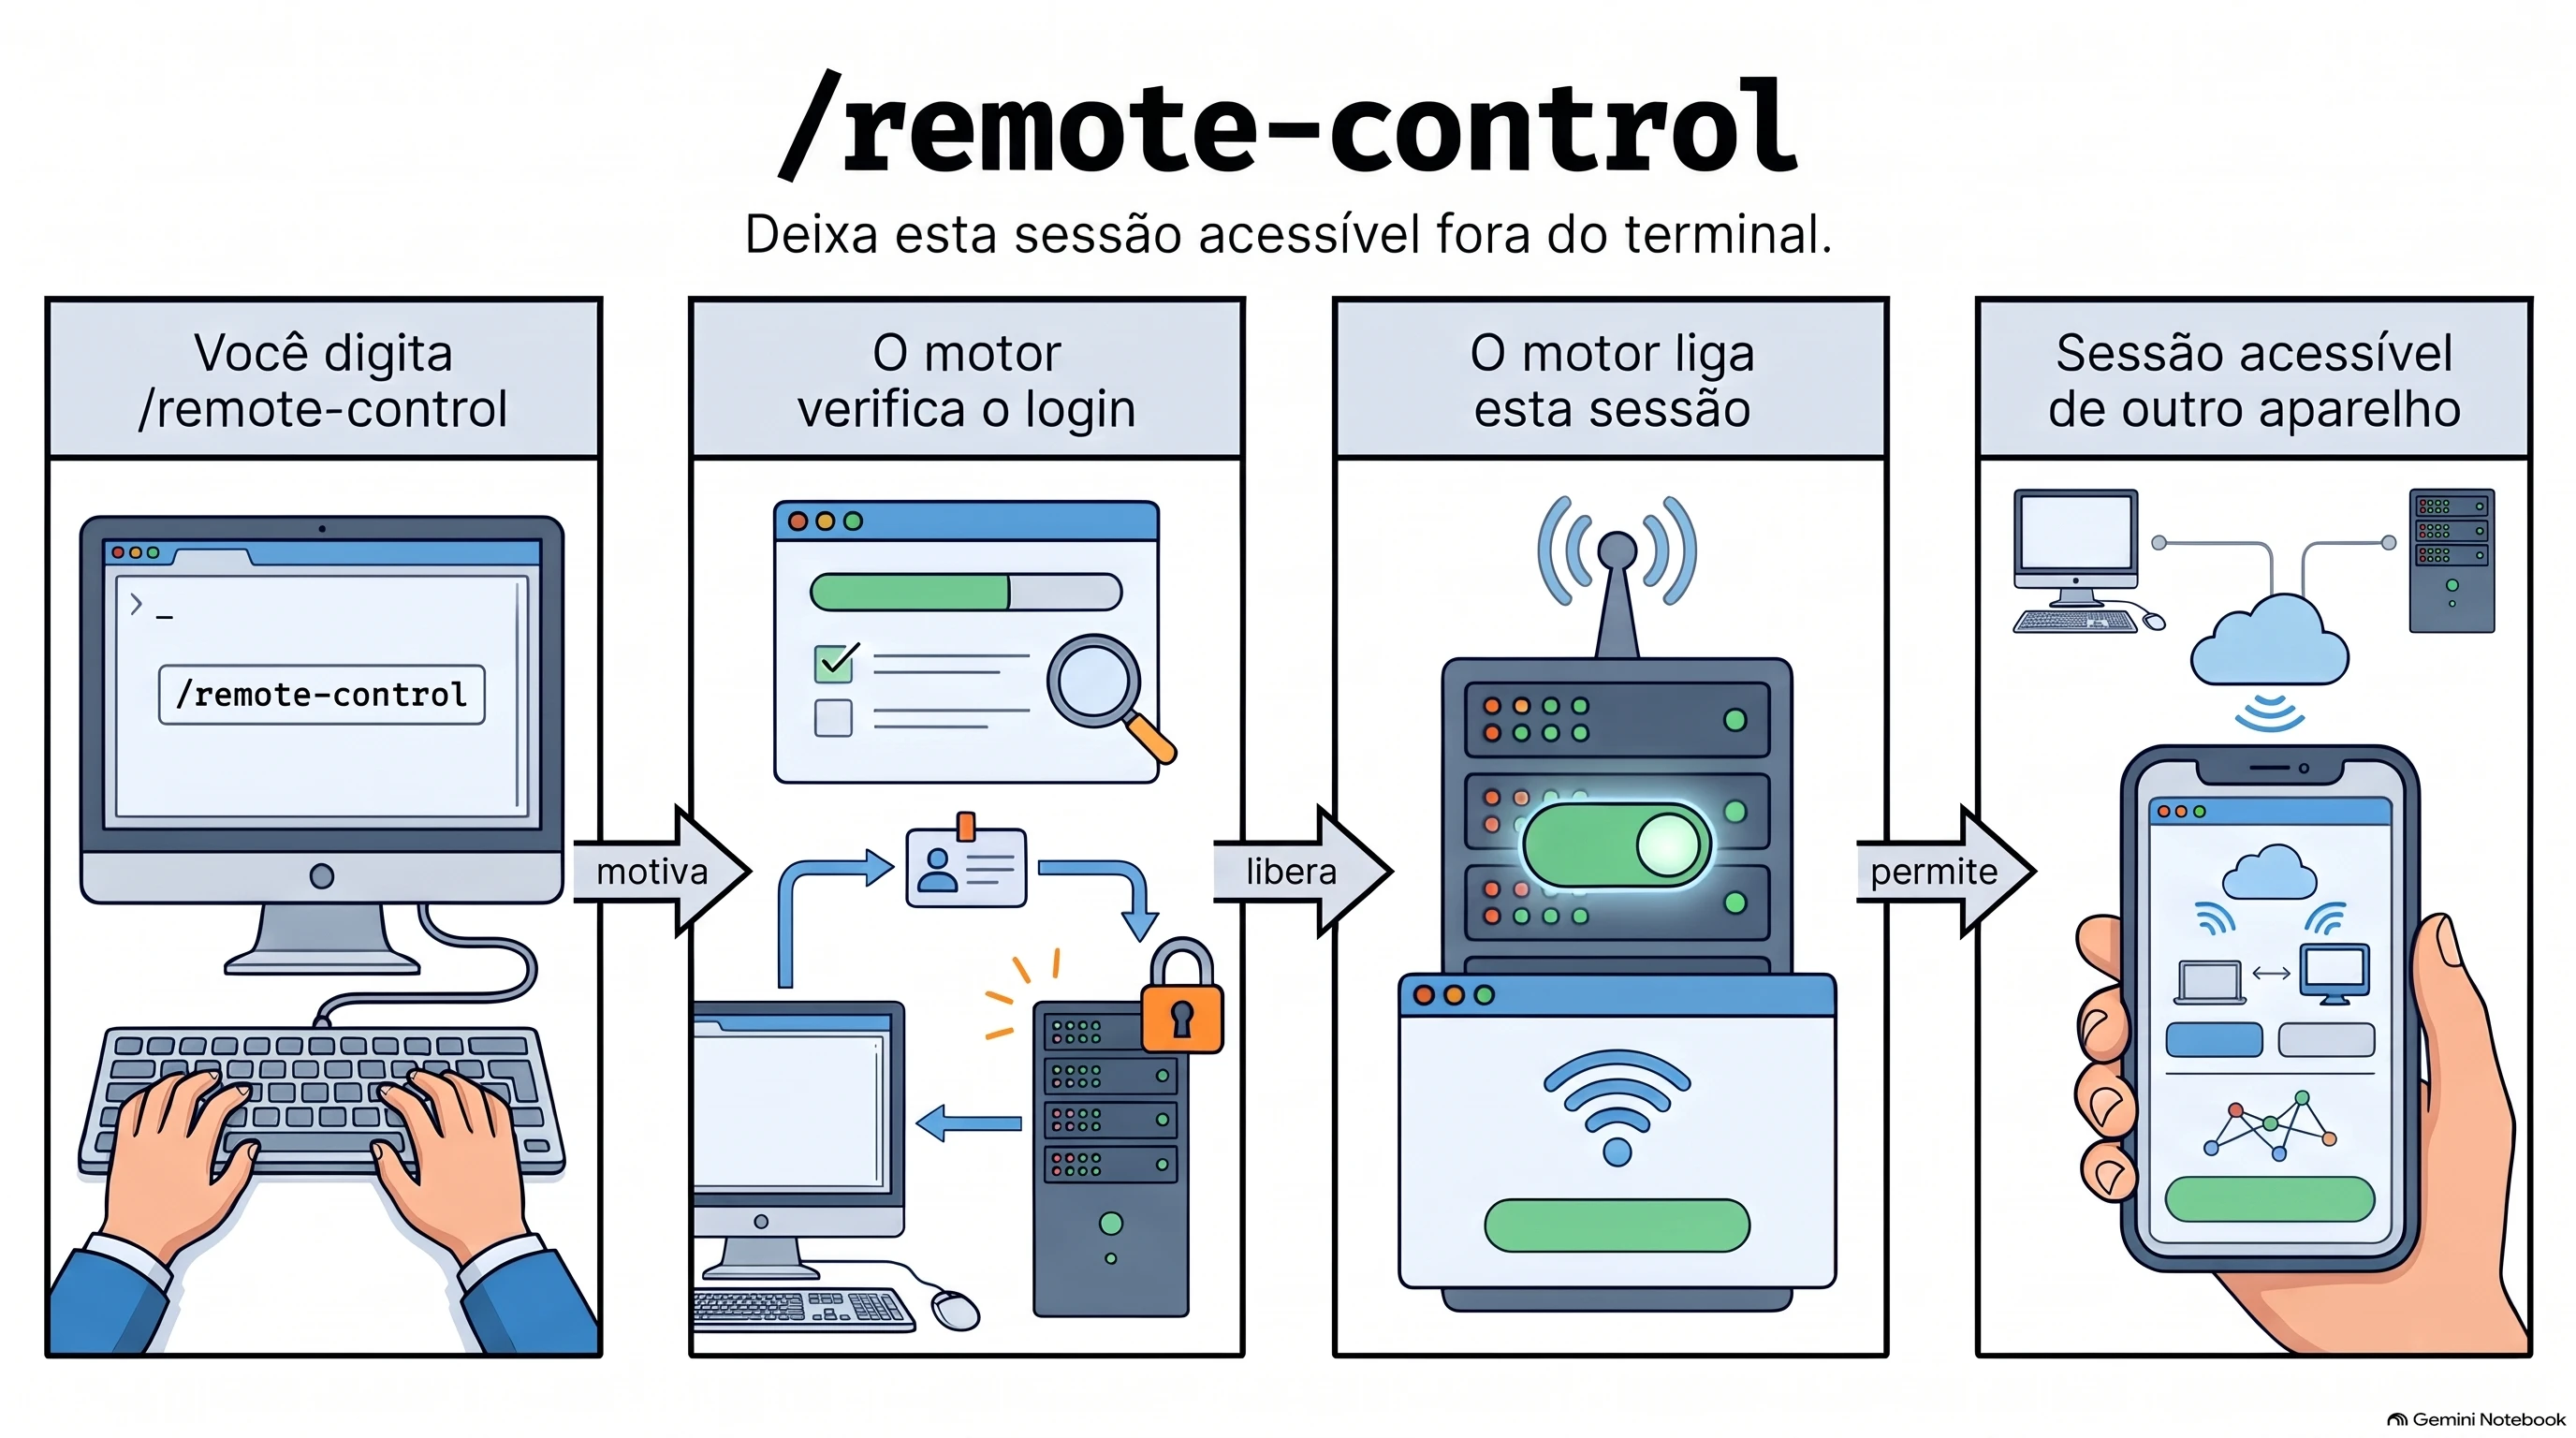 /remote-control
Deixa esta sessão acessível fora do terminal.
Você digita
/remote-control
O motor
verifica o login
O motor liga
esta sessão
Sessão acessível
de outro aparelho
> _
/remote-control
motiva
libera
permite
Gemini Notebook